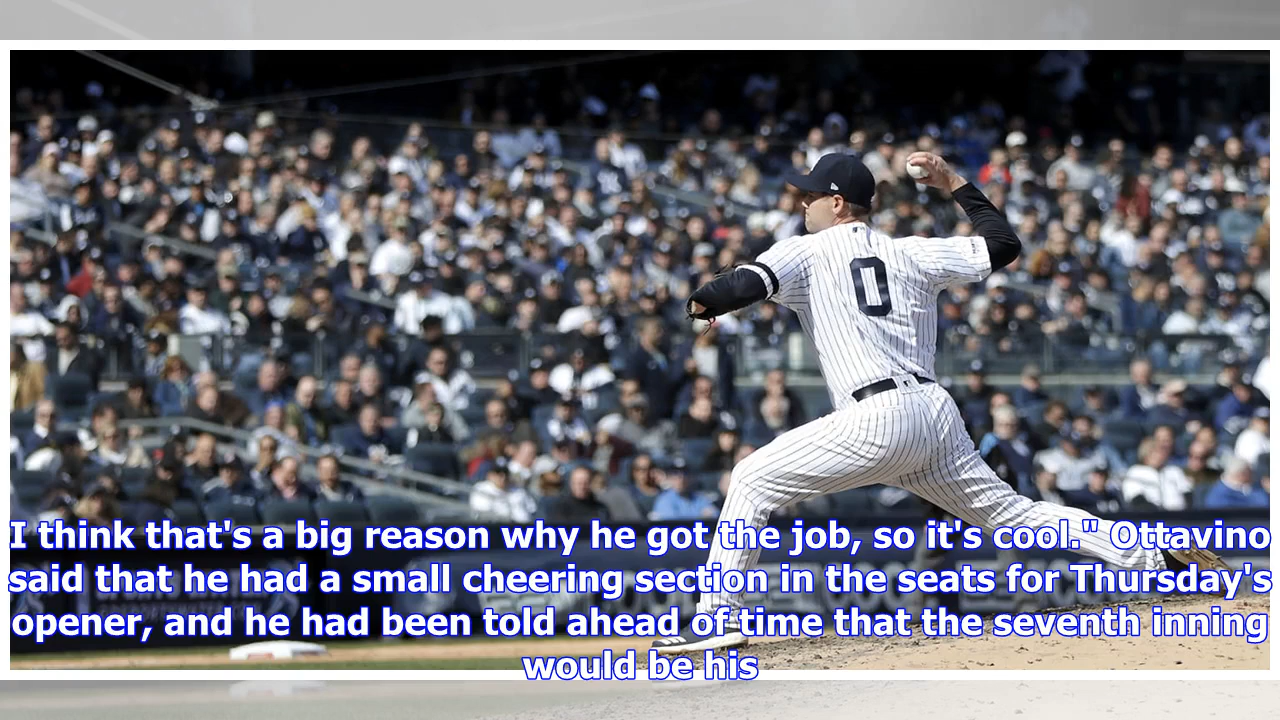 0
I think that's a big reason why he got the job, so it's cool." Ottavino
said that he had a small cheering section in the seats for Thursday's
opener, and he had been told ahead of time that the seventh inning
would be his